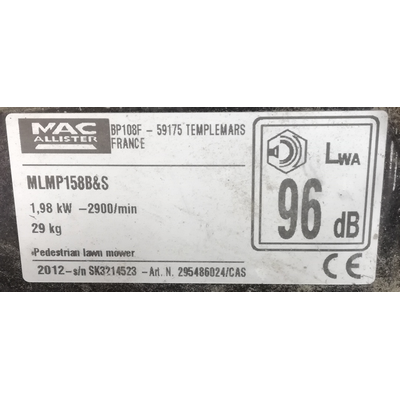 MAC
ALLISTER
BP108F - 59175 TEMPLEMARS
FRANCE
MLMP158B&S
1,98 kW -2900/min
29 kg
Pedestrian lawn mower
2012-s/n SK3214523 -Art. N. 295486024/CAS
LWA
96 dB
CE